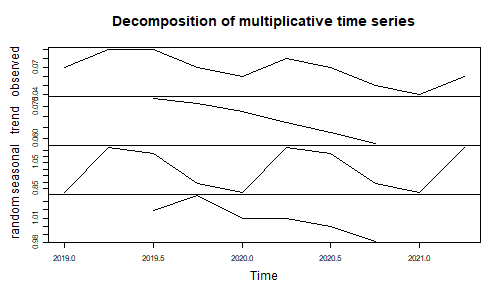 Decomposition of multiplicative time series
observed
0.07
0.04
trend
0.078
0.060
seasonal
1.05
0.85
random
1.01
0.98
2019.0 2019.5 2020.0 2020.5 2021.0
Time